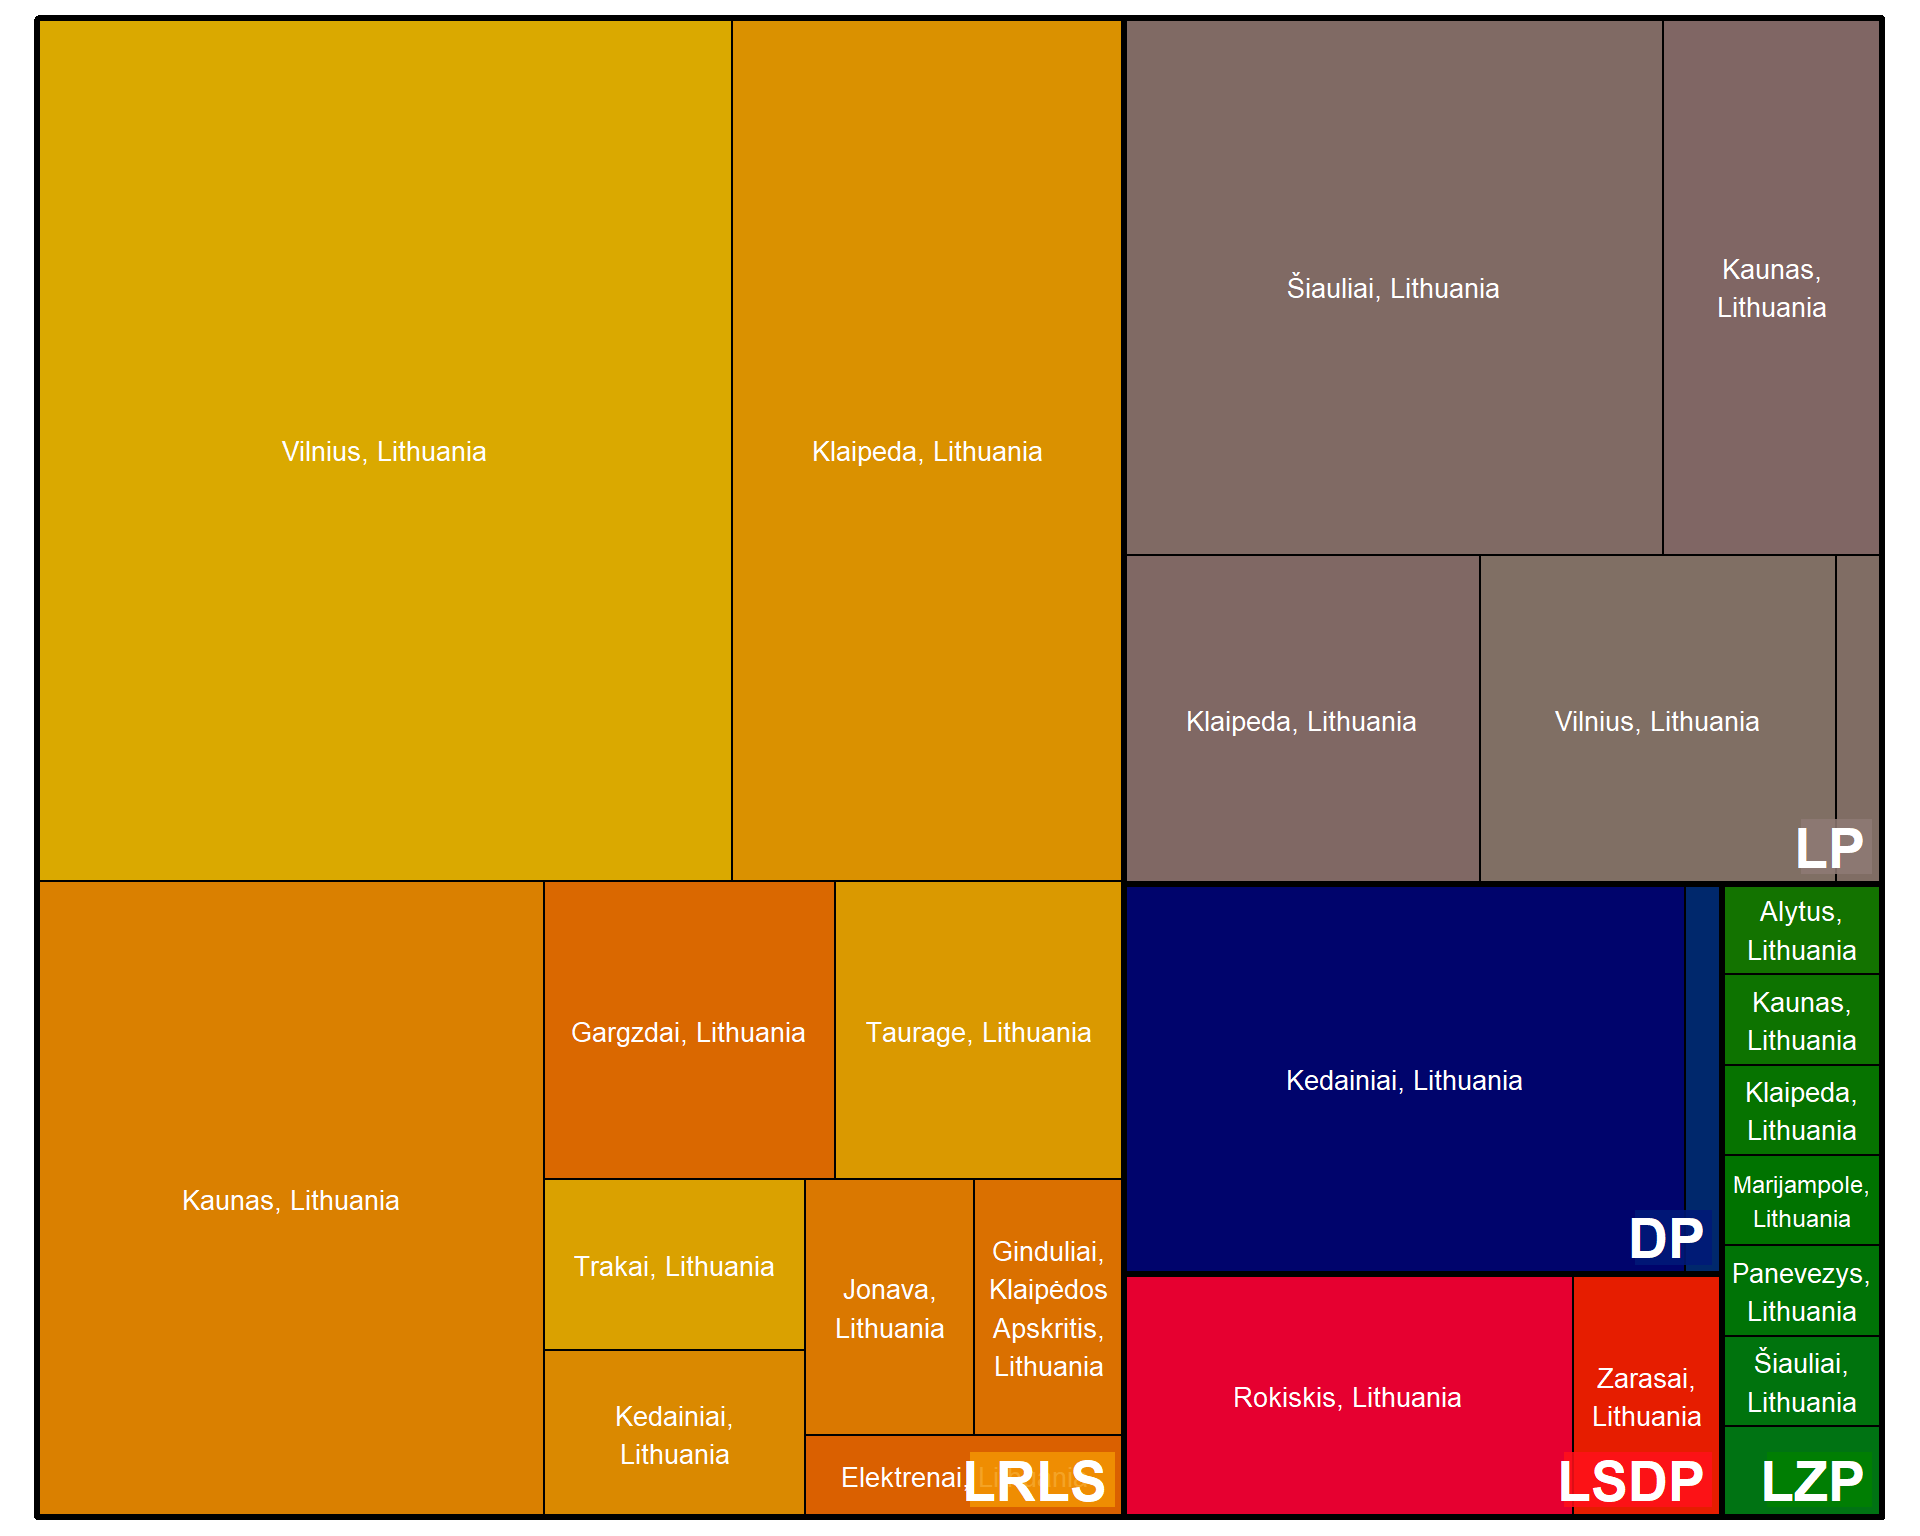 Vilnius, Lithuania
Klaipeda, Lithuania
Kaunas, Lithuania
Gargzdai, Lithuania
Taurage, Lithuania
Trakai, Lithuania
Kedainiai,
Lithuania
Jonava,
Lithuania
Ginduliai,
Klaipėdos
Apskritis,
Lithuania
Elektrenai, Lithuania
LRLS
Šiauliai, Lithuania
Kaunas,
Lithuania
Klaipeda, Lithuania
Vilnius, Lithuania
LP
Kedainiai, Lithuania
DP
Rokiskis, Lithuania
Zarasai,
Lithuania
LSDP
Alytus,
Lithuania
Kaunas,
Lithuania
Klaipeda,
Lithuania
Marijampole,
Lithuania
Panevezys,
Lithuania
Šiauliai,
Lithuania
LZP